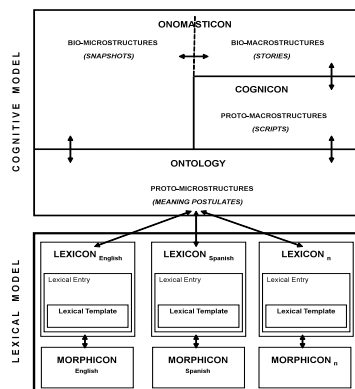 ONOMASTICON
BIO-MICROSTRUCTURES
(SNAPSHOTS)
BIO-MACROSTRUCTURES
(STORIES)
COGNICON
PROTO-MACROSTRUCTURES
(SCRIPTS)
ONTOLOGY
PROTO-MICROSTRUCTURES
(MEANING POSTULATES)
COGNITIVE MODEL
LEXICAL MODEL
LEXICON English
Lexical Entry
Lexical Template
MORPHICON
English
LEXICON Spanish
Lexical Entry
Lexical Template
MORPHICON
Spanish
LEXICON n
Lexical Entry
Lexical Template
MORPHICON n